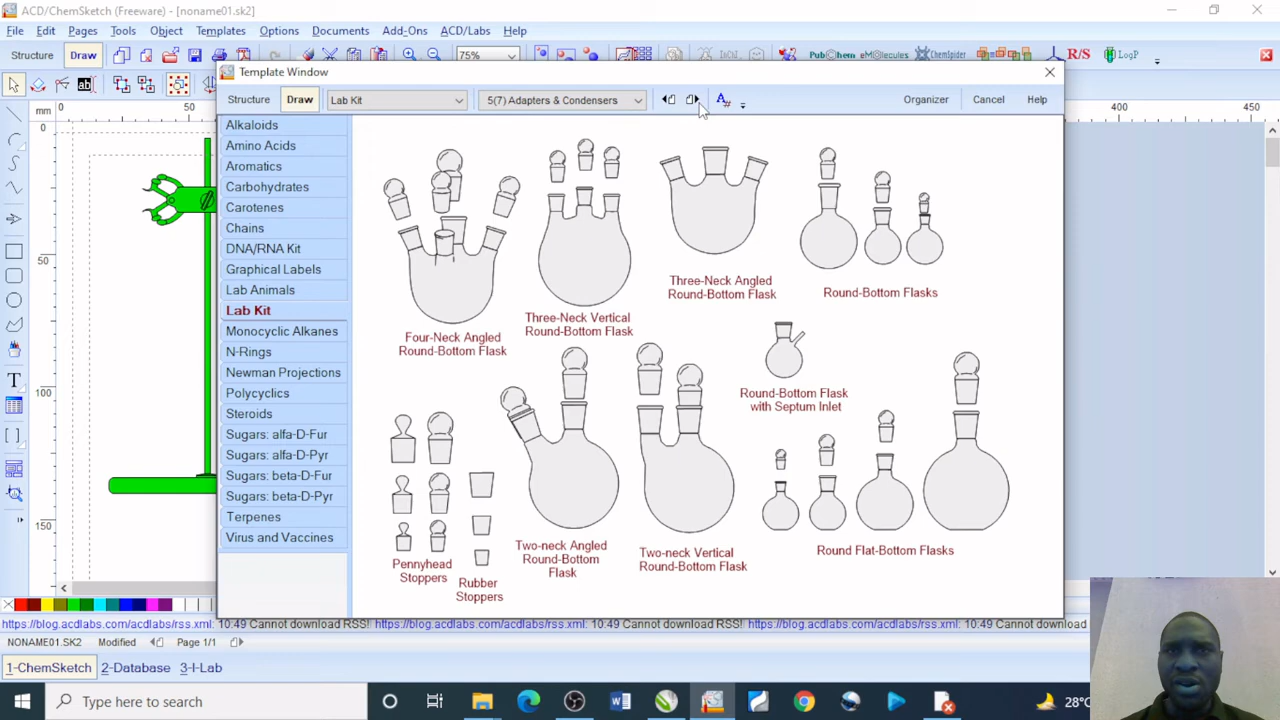 ACD/ChemSketch (Freeware) - [noname01.sk2]
File Edit Pages Tools Object Templates Options Documents Add-Ons ACD/Labs Help
Structure Draw 75% InChI PubChem eMolecules ChemSpider R/S LogP
Template Window
mm 0 50 400 450
Structure Draw Lab Kit 5(7) Adapters & Condensers Organizer Cancel Help
0
50
100
150
Alkaloids
Amino Acids
Aromatics
Carbohydrates
Carotenes
Chains
DNA/RNA Kit
Graphical Labels
Lab Animals
Lab Kit
Monocyclic Alkanes
N-Rings
Newman Projections
Polycyclics
Steroids
Sugars: alfa-D-Fur
Sugars: alfa-D-Pyr
Sugars: beta-D-Fur
Sugars: beta-D-Pyr
Terpenes
Virus and Vaccines
Four-Neck Angled
Round-Bottom Flask
Three-Neck Vertical
Round-Bottom Flask
Three-Neck Angled
Round-Bottom Flask
Round-Bottom Flasks
Round-Bottom Flask
with Septum Inlet
Pennyhead
Stoppers
Rubber
Stoppers
Two-neck Angled
Round-Bottom
Flask
Two-neck Vertical
Round-Bottom Flask
Round Flat-Bottom Flasks
https://blog.acdlabs.com/acdlabs/rss.xml: 10.49 Cannot download RSS! https://blog.acdlabs.com/acdlabs/rss.xml: 10.49 Cannot download RSS! https://blog.acdlabs.com/acdlabs/rss.xml: 10.49 Cannot download RSS!
NONAME01.SK2 Modified Page 1/1
1-ChemSketch 2-Database 3-I-Lab
Type here to search
28°C